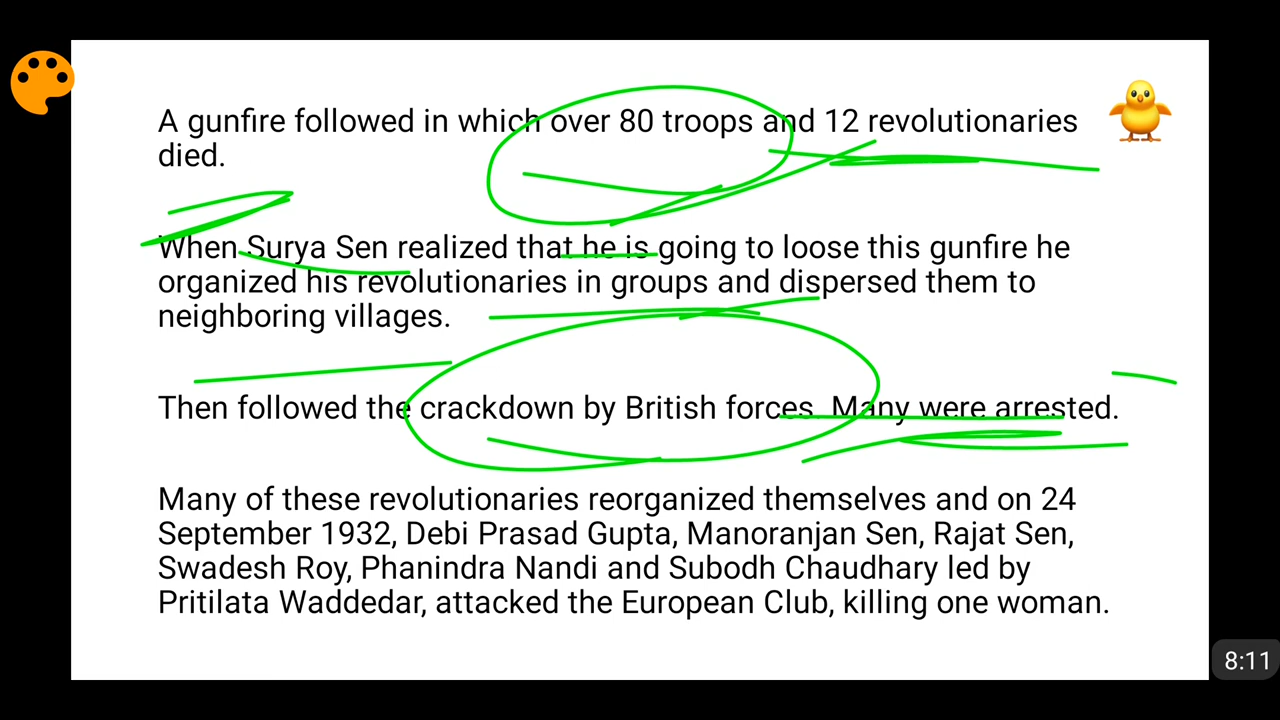 A gunfire followed in which over 80 troops and 12 revolutionaries
died.
When Surya Sen realized that he is going to loose this gunfire he
organized his revolutionaries in groups and dispersed them to
neighboring villages.
Then followed the crackdown by British forces. Many were arrested.
Many of these revolutionaries reorganized themselves and on 24
September 1932, Debi Prasad Gupta, Manoranjan Sen, Rajat Sen,
Swadesh Roy, Phanindra Nandi and Subodh Chaudhary led by
Pritilata Waddedar, attacked the European Club, killing one woman.
8:11